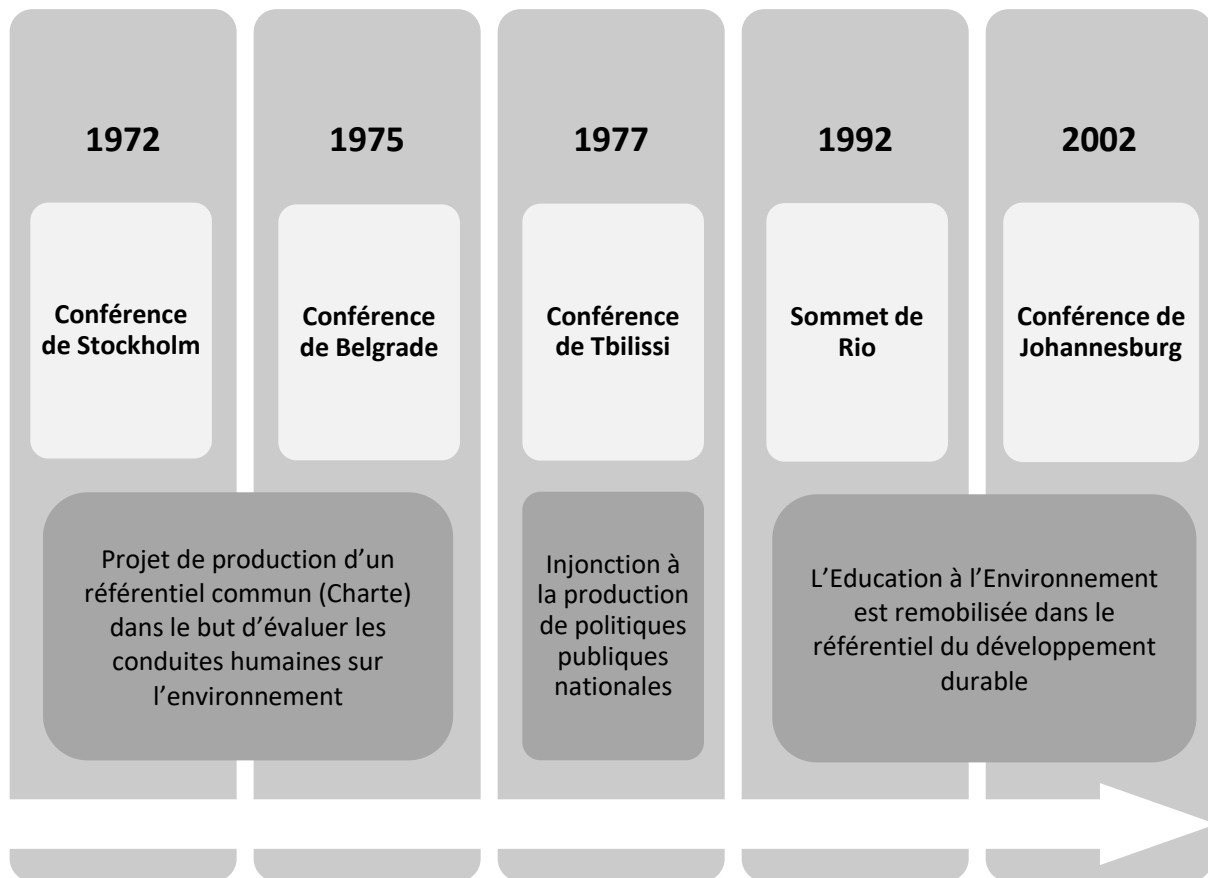 1972
1975
1977
1992
2002
Conférence
de Stockholm
Conférence
de Belgrade
Conférence
de Tbilissi
Sommet de
Rio
Conférence de
Johannesburg
Projet de production d’un
référentiel commun (Charte)
dans le but d’évaluer les
conduites humaines sur
l’environnement
Injonction à
la production
de politiques
publiques
nationales
L’Education à l’Environnement
est remobilisée dans le
référentiel du développement
durable